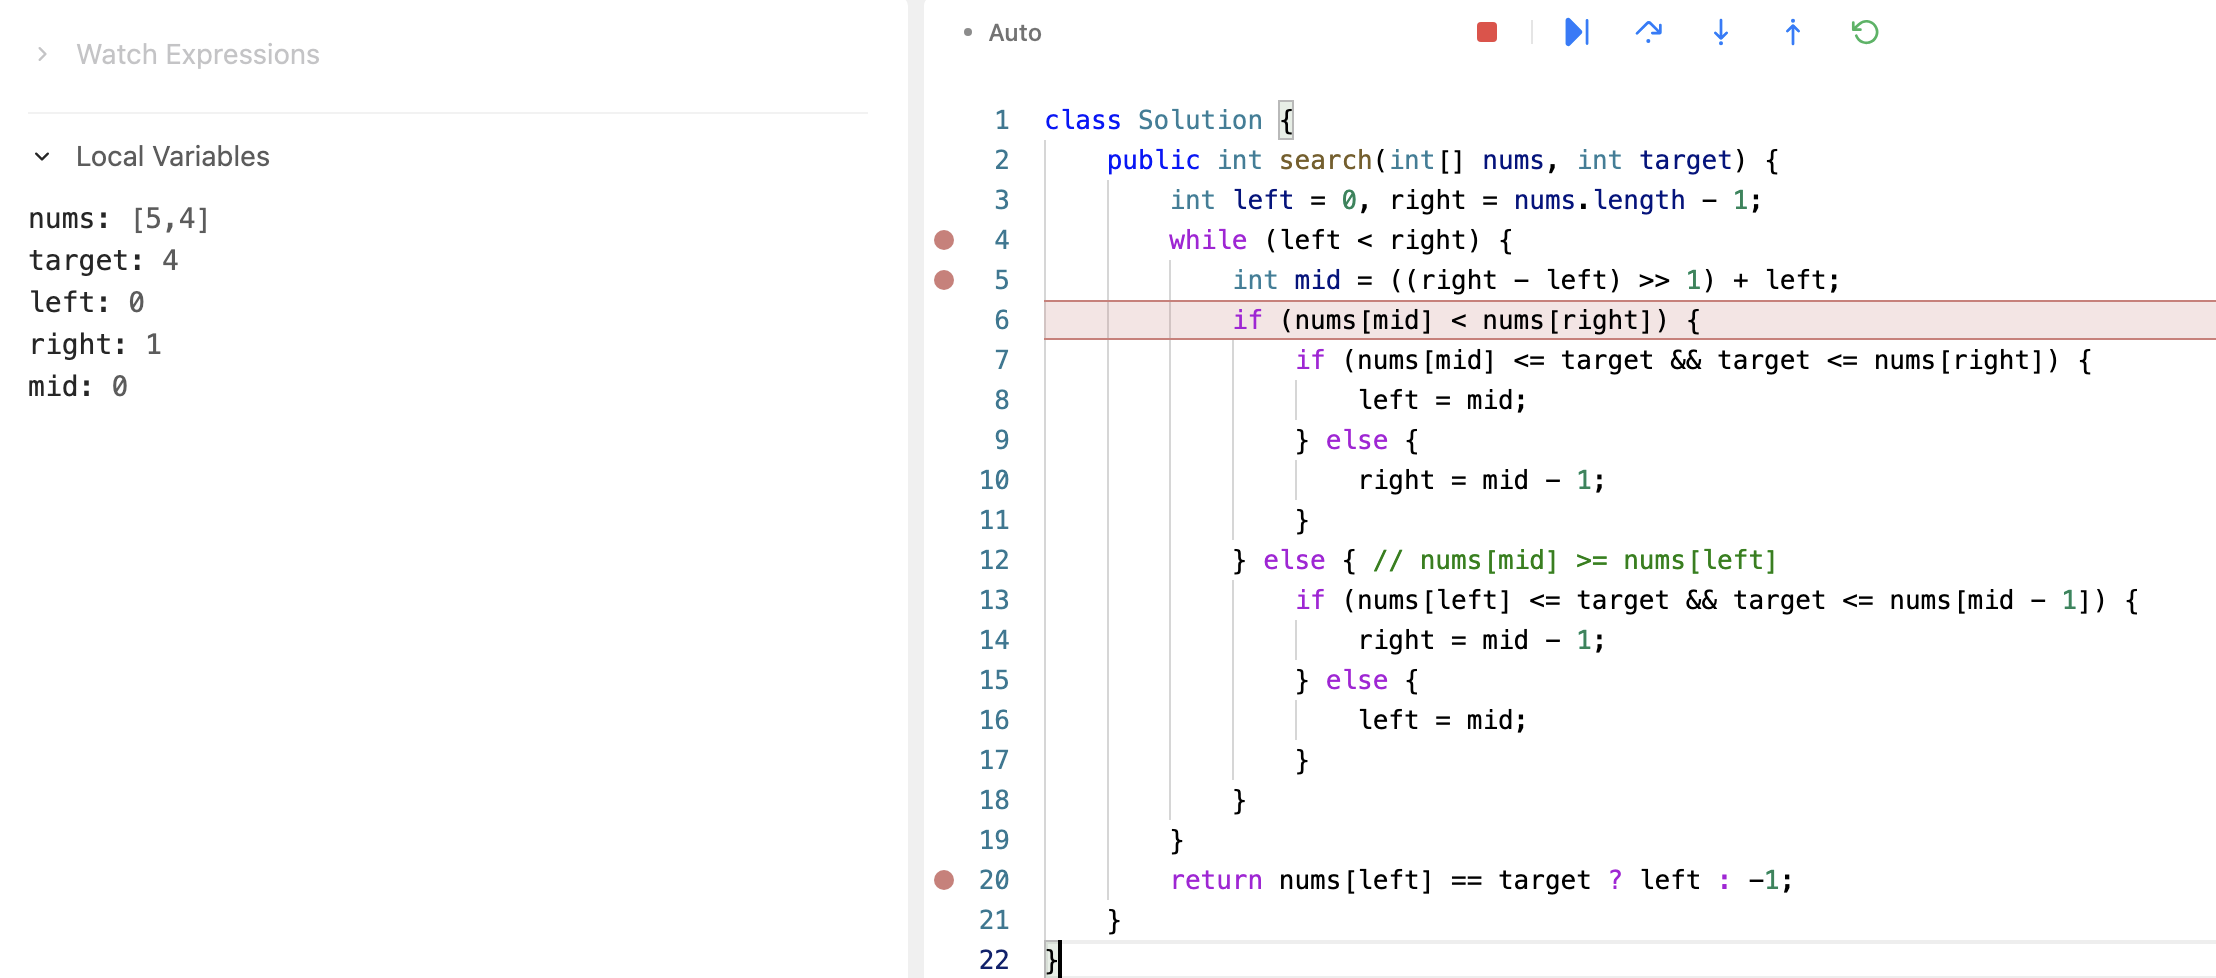 Watch Expressions
Local Variables
nums: [5,4]
target: 4
left: 0
right: 1
mid: 0
Auto
1 class Solution {
2 public int search(int[] nums, int target) {
3 int left = 0, right = nums.length - 1;
4 while (left < right) {
5 int mid = ((right - left) >> 1) + left;
6 if (nums[mid] < nums[right]) {
7 if (nums[mid] <= target && target <= nums[right]) {
8 left = mid;
9 } else {
10 right = mid - 1;
11 }
12 } else { // nums[mid] >= nums[left]
13 if (nums[left] <= target && target <= nums[mid - 1]) {
14 right = mid - 1;
15 } else {
16 left = mid;
17 }
18 }
19 }
20 return nums[left] == target ? left : -1;
21 }
22 }